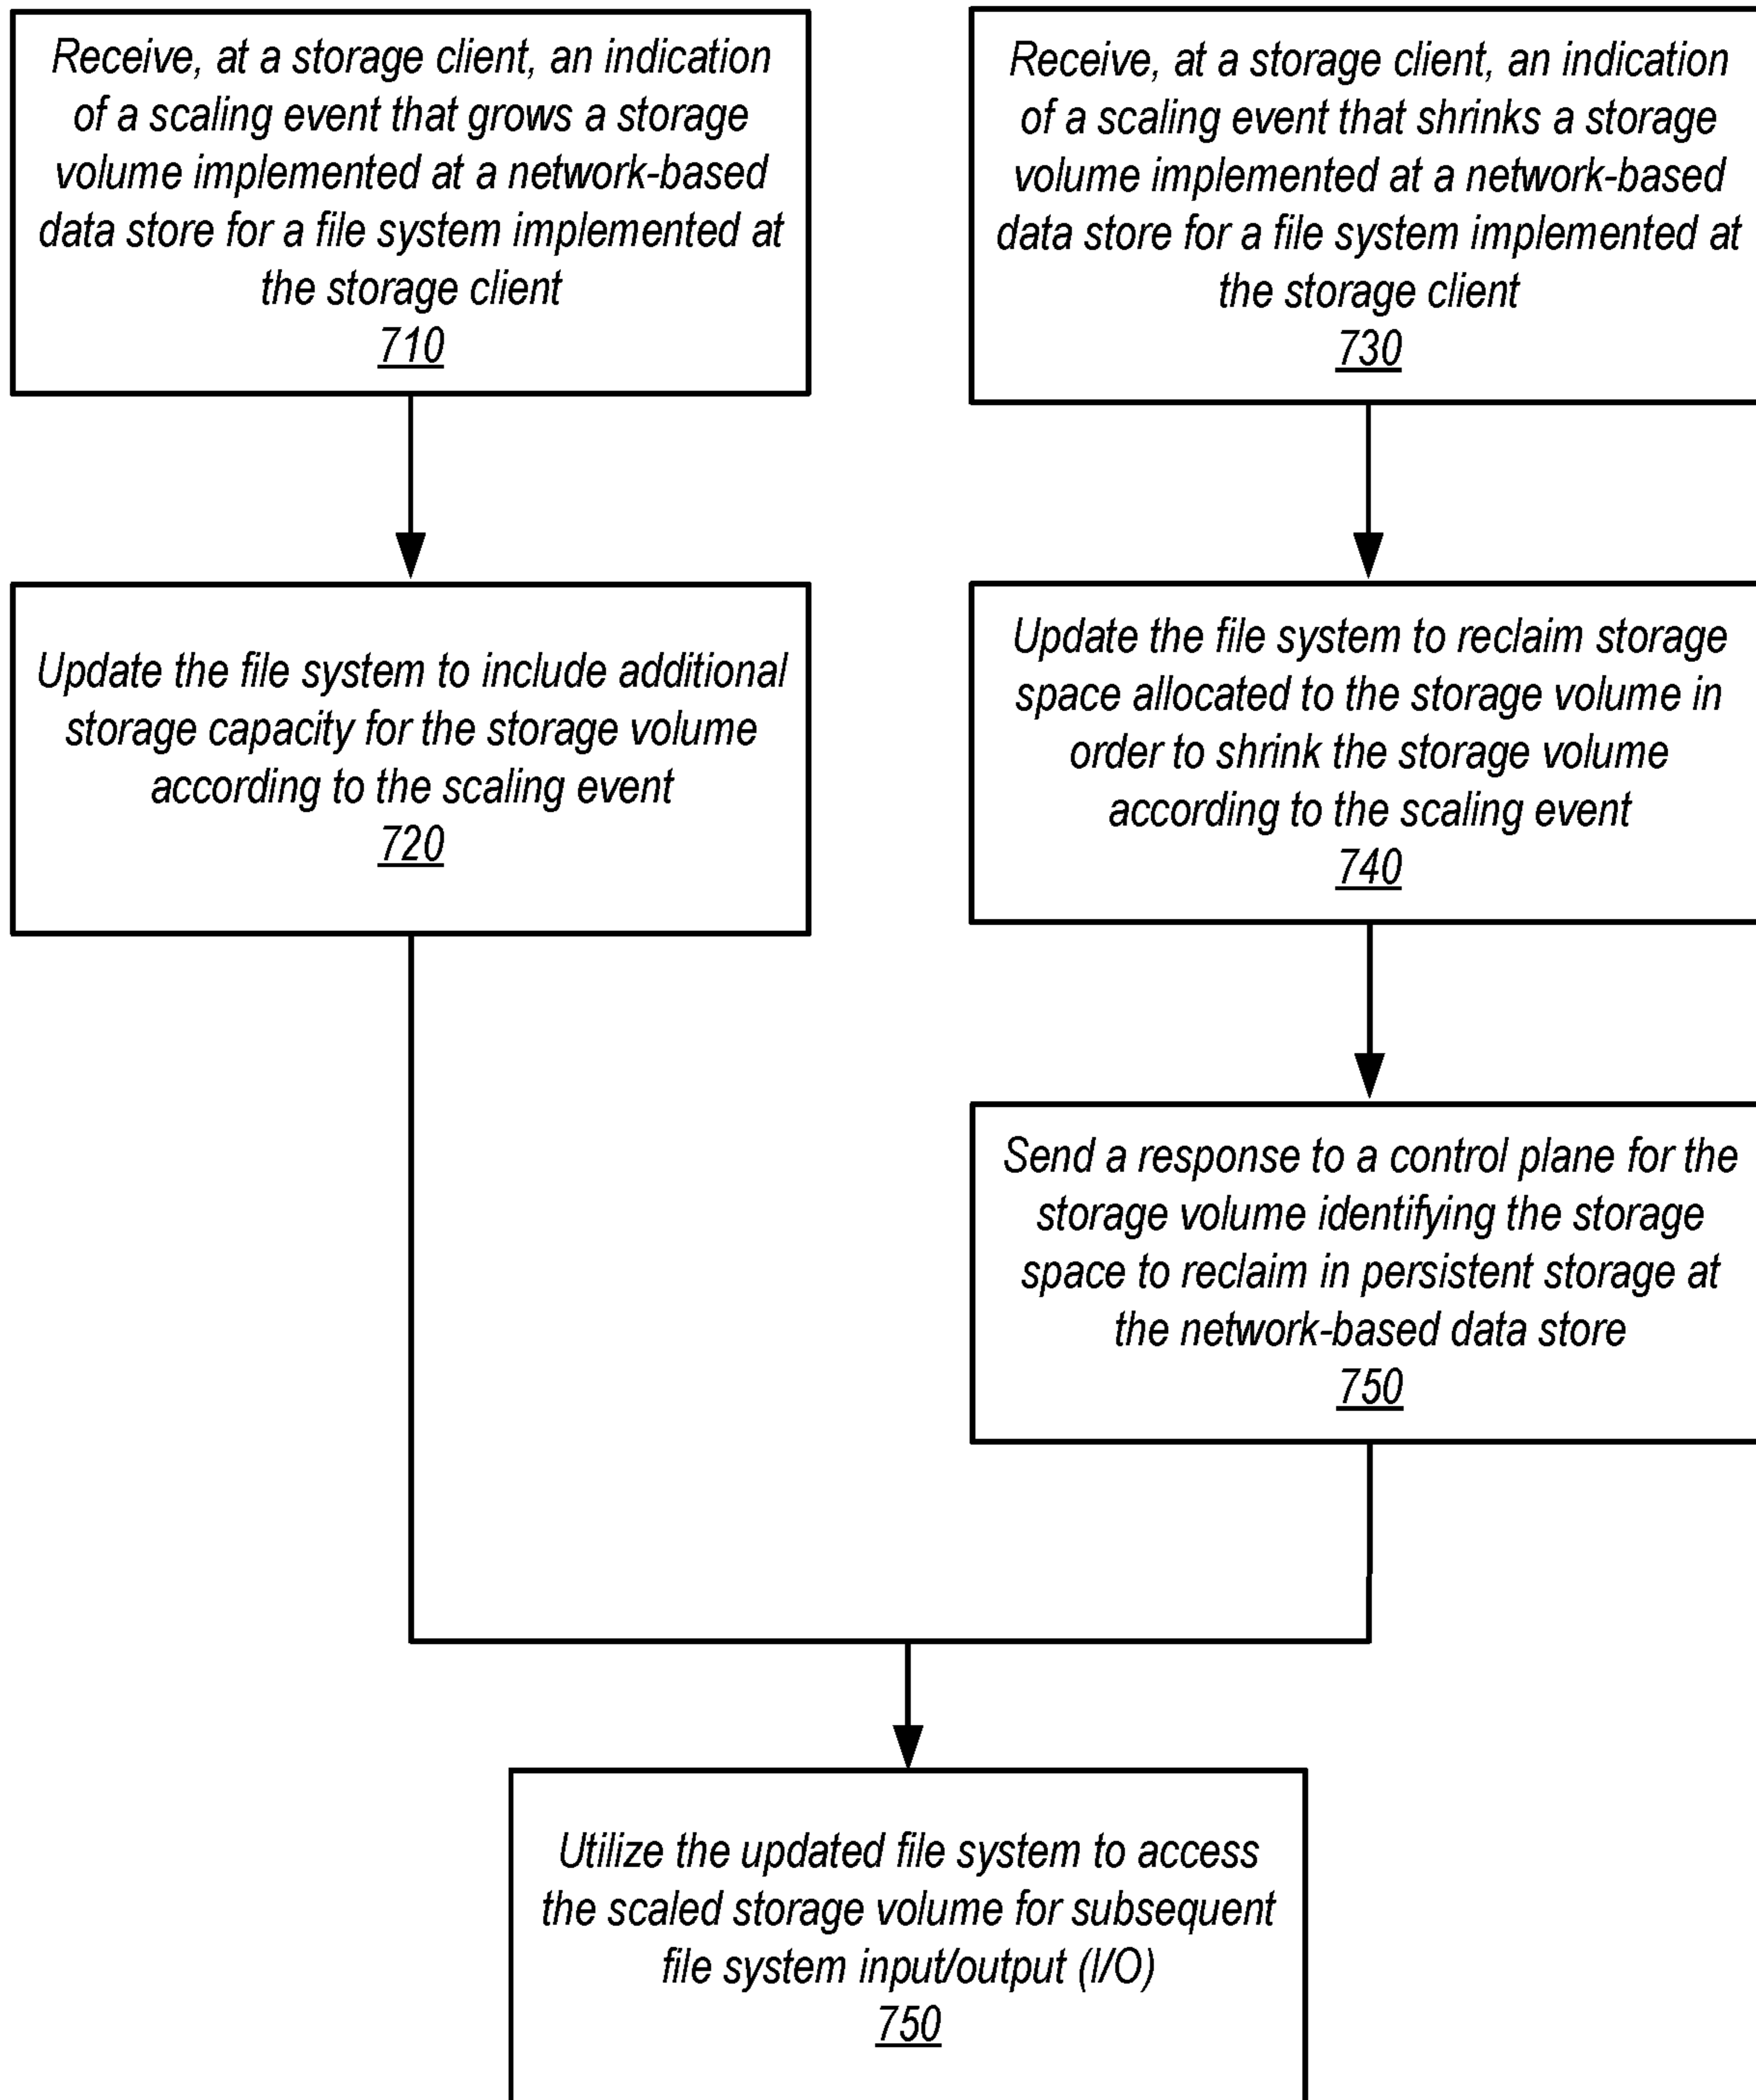 Receive, at a storage client, an indication
of a scaling event that grows a storage
volume implemented at a network-based
data store for a file system implemented at
the storage client
710
Receive, at a storage client, an indication
of a scaling event that shrinks a storage
volume implemented at a network-based
data store for a file system implemented at
the storage client
730
Update the file system to include additional
storage capacity for the storage volume
according to the scaling event
720
Update the file system to reclaim storage
space allocated to the storage volume in
order to shrink the storage volume
according to the scaling event
740
Send a response to a control plane for the
storage volume identifying the storage
space to reclaim in persistent storage at
the network-based data store
750
Utilize the updated file system to access
the scaled storage volume for subsequent
file system input/output (I/O)
750